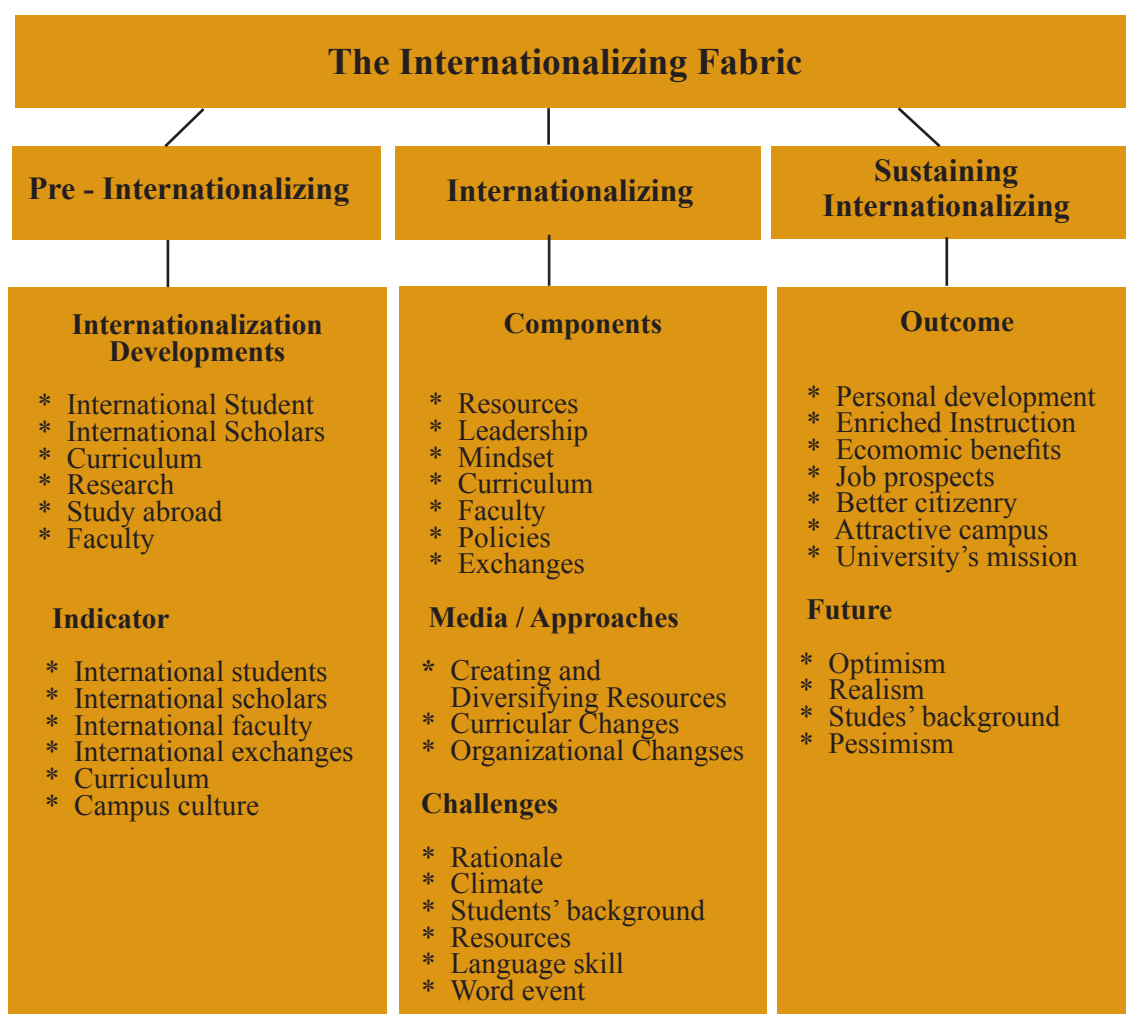 The Internationalizing Fabric
Pre - Internationalizing
Internationalizing
Sustaining
Internationalizing
Internationalization
Developments
* International Student
* International Scholars
* Curriculum
* Research
* Study abroad
* Faculty
Indicator
* International students
* International scholars
* International faculty
* International exchanges
* Curriculum
* Campus culture
Components
* Resources
* Leadership
* Mindset
* Curriculum
* Faculty
* Policies
* Exchanges
Media / Approaches
* Creating and
Diversifying Resources
* Curricular Changes
* Organizational Changses
Challenges
* Rationale
* Climate
* Students’ background
* Resources
* Language skill
* Word event
Outcome
* Personal development
* Enriched Instruction
* Ecomomic benefits
* Job prospects
* Better citizenry
* Attractive campus
* University’s mission
Future
* Optimism
* Realism
* Studes’ background
* Pessimism